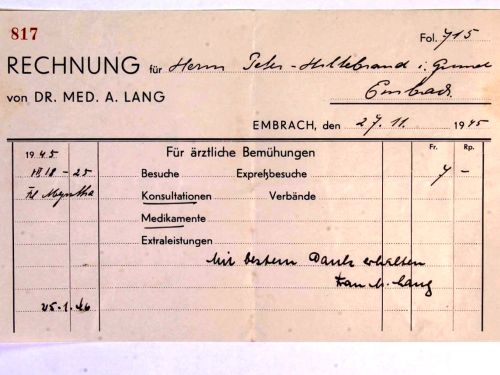 817
Fol. 715
RECHNUNG für Herrn Peter-Hildebrand i. Grund
von DR. MED. A. LANG Embrach.
EMBRACH, den 27.11. 1945
1945 Für ärztliche Bemühungen Fr. Rp.
18 - 25 Besuche Expreßbesuche 7 -
Frl Konsultationen Verbände
Medikamente
Extraleistungen
Mit bestem Dank erhalten
Frau M. Lang
25.1.46